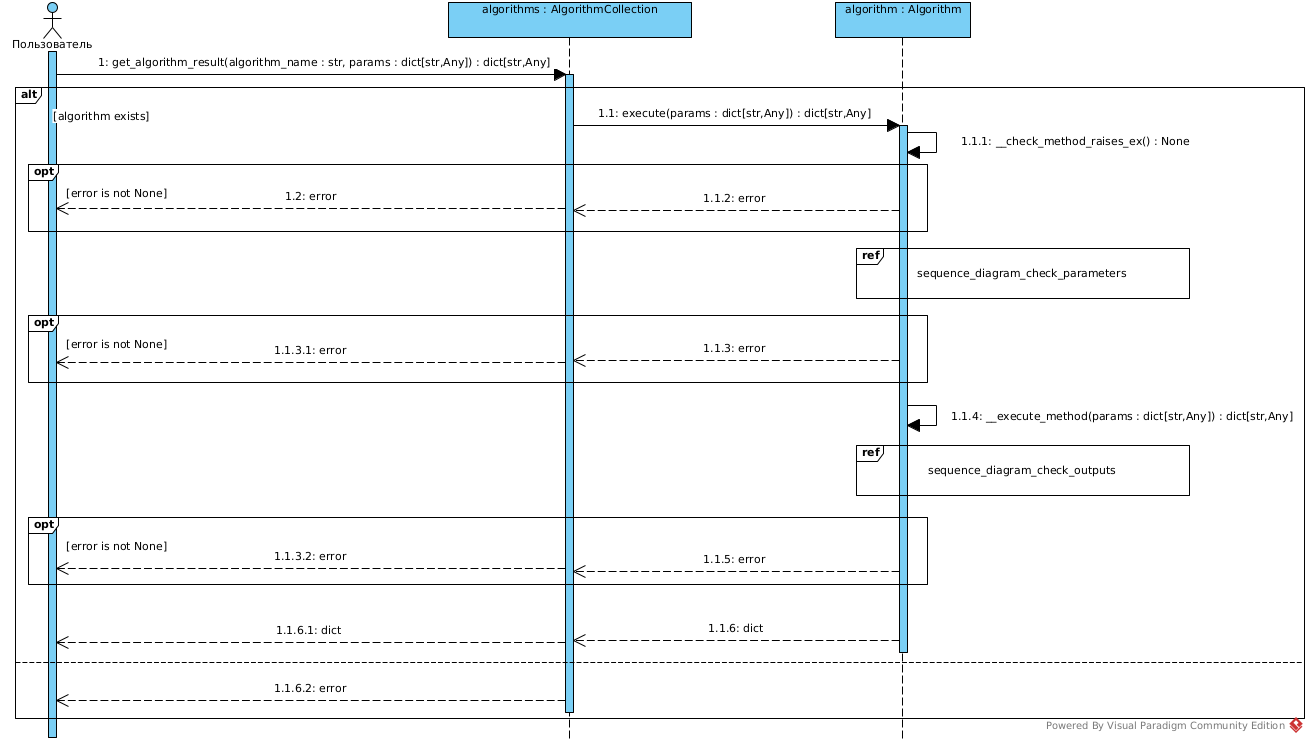 algorithms : AlgorithmCollection
algorithm : Algorithm
Пользователь
1: get_algorithm_result(algorithm_name : str, params : dict[str,Any]) : dict[str,Any]
alt
[algorithm exists]
1.1: execute(params : dict[str,Any]) : dict[str,Any]
1.1.1: __check_method_raises_ex() : None
opt
[error is not None]
1.2: error
1.1.2: error
ref
sequence_diagram_check_parameters
opt
[error is not None]
1.1.3.1: error
1.1.3: error
1.1.4: __execute_method(params : dict[str,Any]) : dict[str,Any]
ref
sequence_diagram_check_outputs
opt
[error is not None]
1.1.3.2: error
1.1.5: error
1.1.6.1: dict
1.1.6: dict
1.1.6.2: error
Powered By Visual Paradigm Community Edition